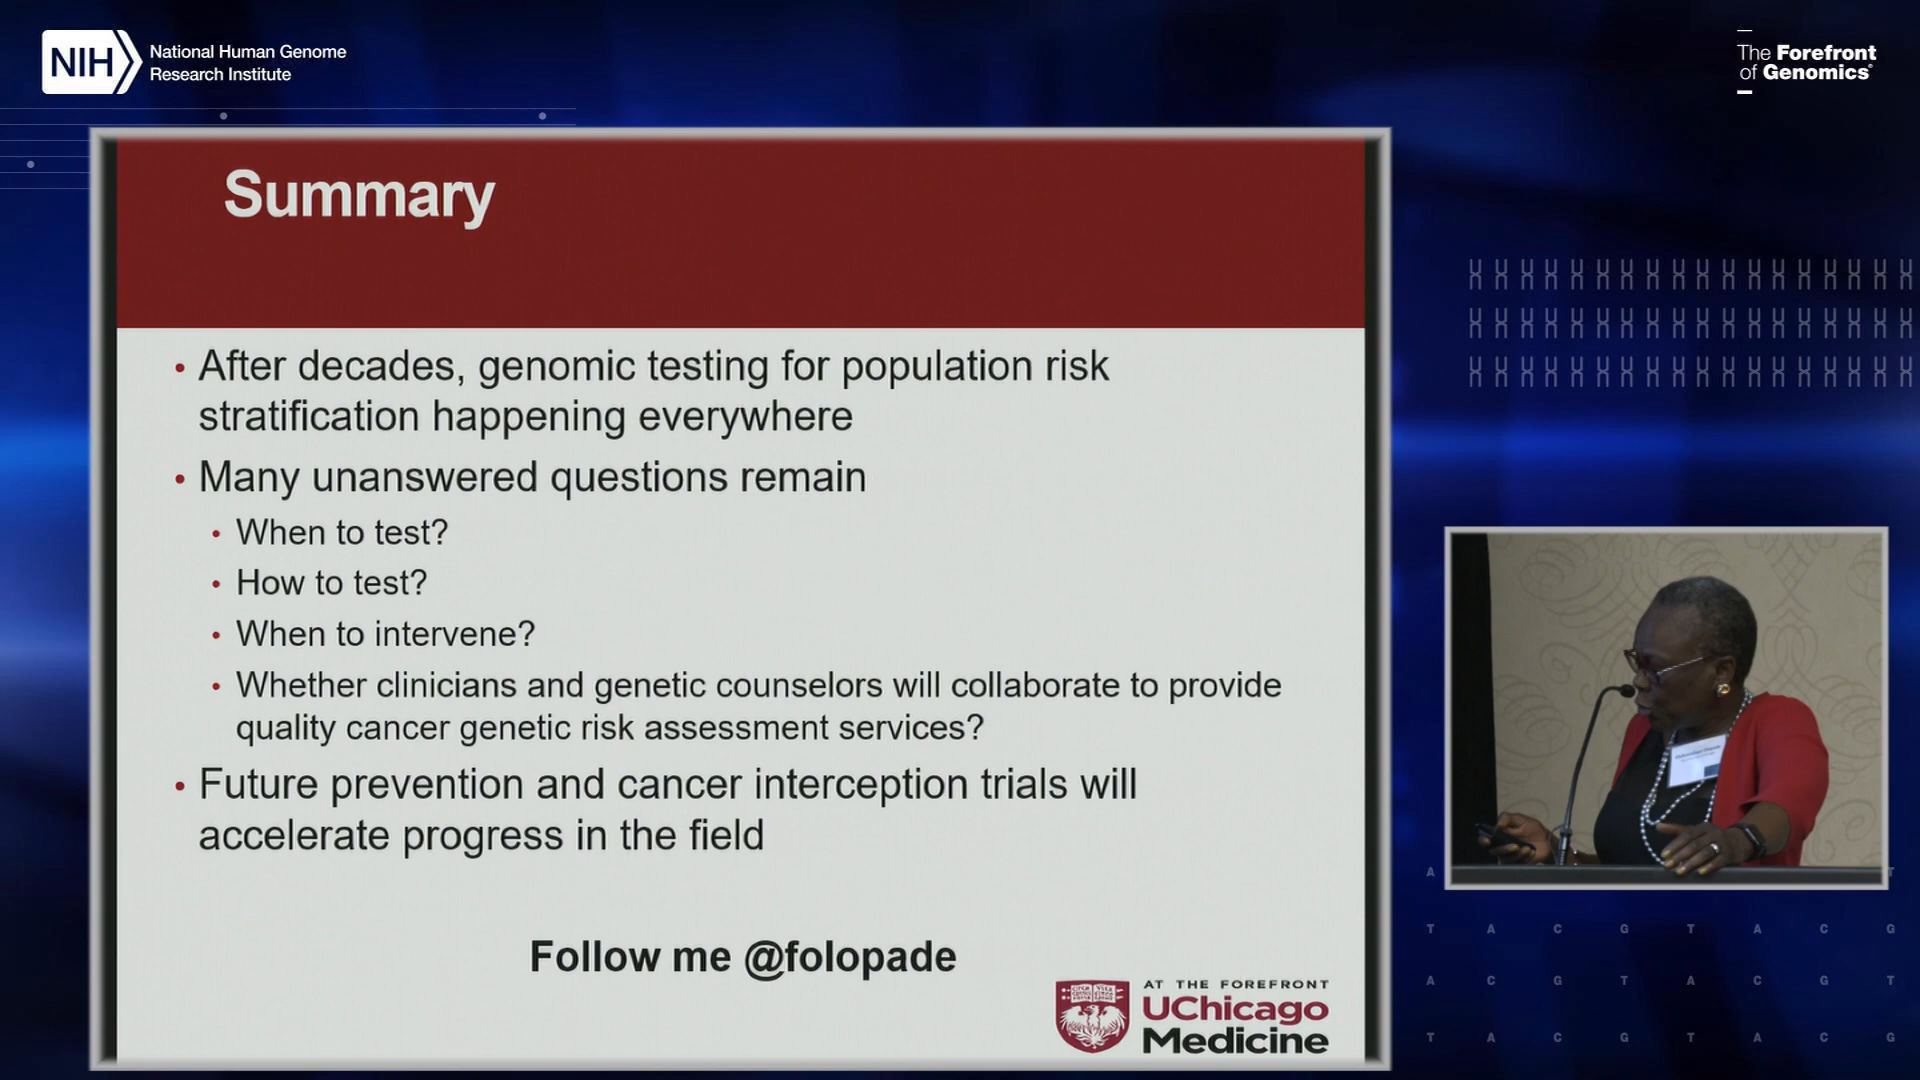 NIH
National Human Genome
Research Institute
The Forefront
of Genomics®
Summary
• After decades, genomic testing for population risk
stratification happening everywhere
• Many unanswered questions remain
• When to test?
• How to test?
• When to intervene?
• Whether clinicians and genetic counselors will collaborate to provide
quality cancer genetic risk assessment services?
• Future prevention and cancer interception trials will
accelerate progress in the field
Follow me @folopade
AT THE FOREFRONT
UChicago
Medicine
A T
T A C G T A C G
A C G T A C G T
T A C G T A C G